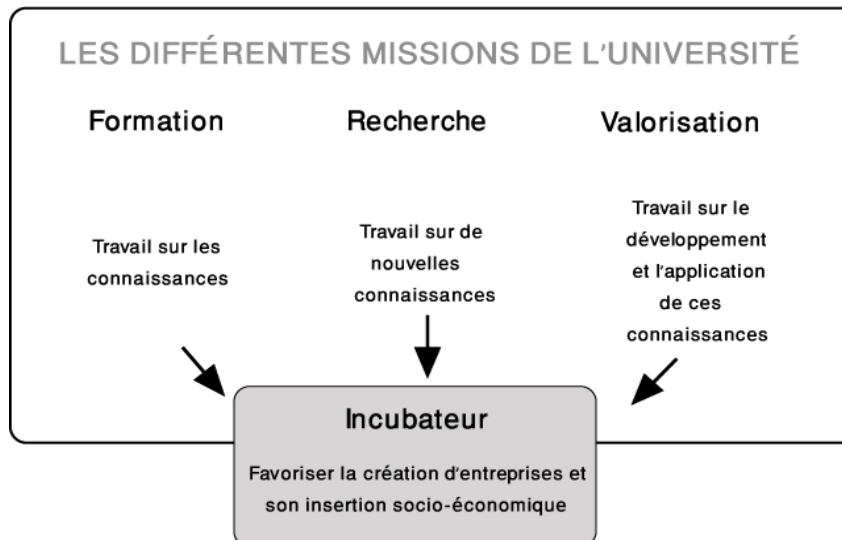 LES DIFFÉRENTES MISSIONS DE L'UNIVERSITÉ
Formation
Travail sur les
connaissances
Recherche
Travail sur de
nouvelles
connaissances
Valorisation
Travail sur le
développement
et l'application
de ces
connaissances
Incubateur
Favoriser la création d'entreprises et
son insertion socio-économique